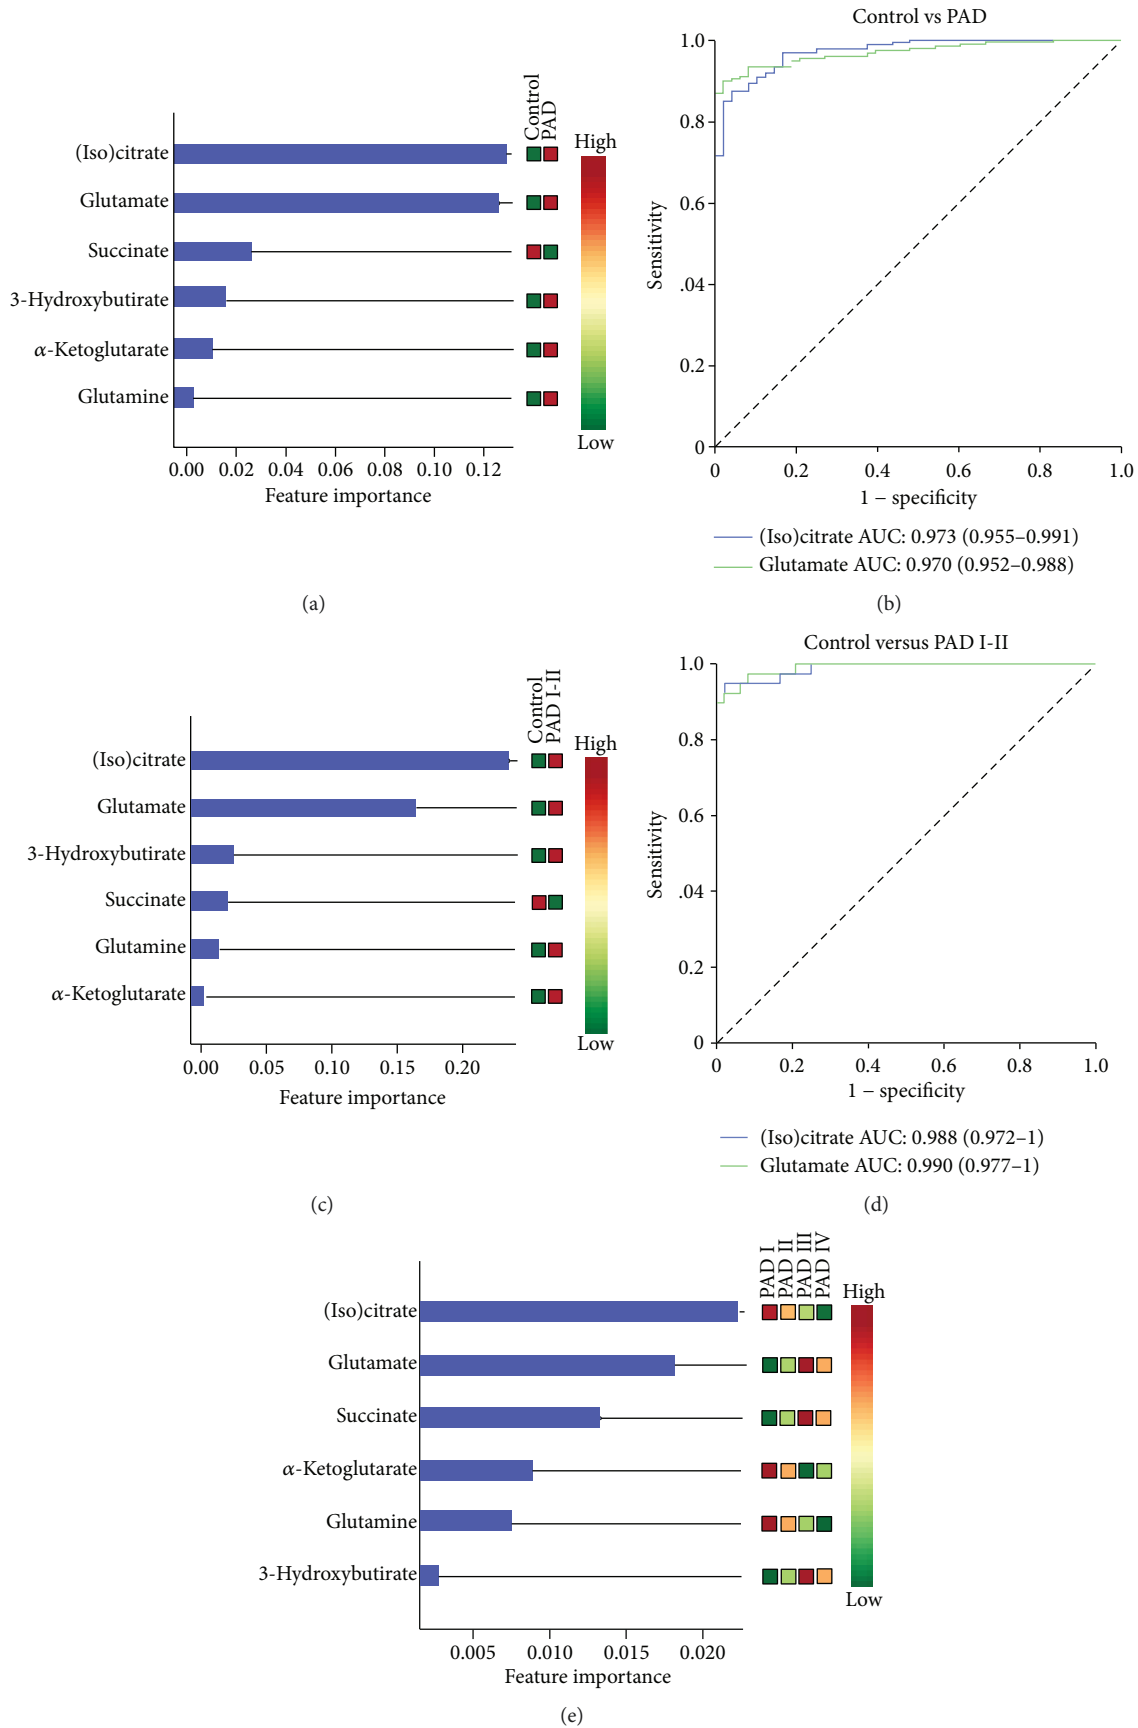 Control
PAD
(Iso)citrate
Glutamate
Succinate
3-Hydroxybutirate
α-Ketoglutarate
Glutamine
High
Low
0.00 0.02 0.04 0.06 0.08 0.10 0.12
Feature importance
(a)
Control vs PAD
1.0
0.8
0.6
.04
0.2
0
Sensitivity
0 0.2 0.4 0.6 0.8 1.0
1 − specificity
(Iso)citrate AUC: 0.973 (0.955–0.991)
Glutamate AUC: 0.970 (0.952–0.988)
(b)
Control
PAD I-II
(Iso)citrate
Glutamate
3-Hydroxybutirate
Succinate
Glutamine
α-Ketoglutarate
High
Low
0.00 0.05 0.10 0.15 0.20
Feature importance
(c)
Control versus PAD I-II
1.0
0.8
0.6
.04
0.2
0
Sensitivity
0 0.2 0.4 0.6 0.8 1.0
1 − specificity
(Iso)citrate AUC: 0.988 (0.972–1)
Glutamate AUC: 0.990 (0.977–1)
(d)
PAD I
PAD II
PAD III
PAD IV
(Iso)citrate
Glutamate
Succinate
α-Ketoglutarate
Glutamine
3-Hydroxybutirate
High
Low
0.005 0.010 0.015 0.020
Feature importance
(e)